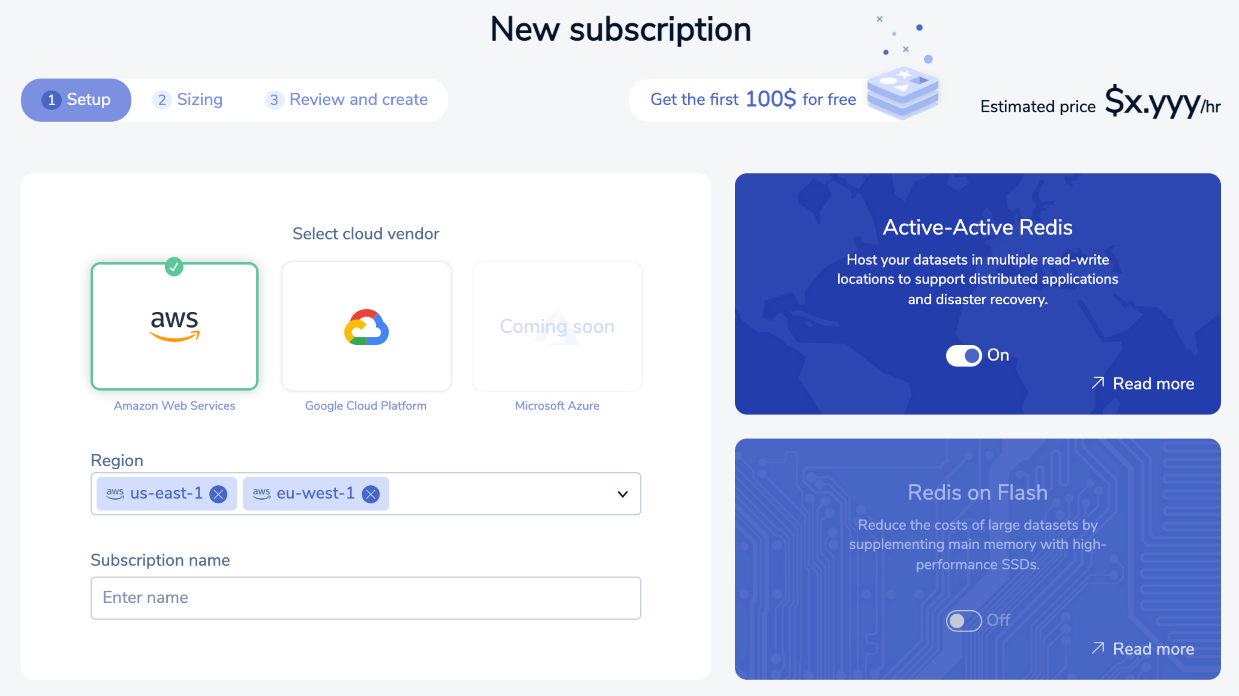 New subscription
1 Setup
2 Sizing
3 Review and create
Get the first 100$ for free
Estimated price $x.yyy/hr
Select cloud vendor
aws
Coming soon
Amazon Web Services
Google Cloud Platform
Microsoft Azure
Region
aws us-east-1
aws eu-west-1
Subscription name
Enter name
Active-Active Redis
Host your datasets in multiple read-write
locations to support distributed applications
and disaster recovery.
On
Read more
Redis on Flash
Reduce the costs of large datasets by
supplementing main memory with high-
performance SSDs.
Off
Read more